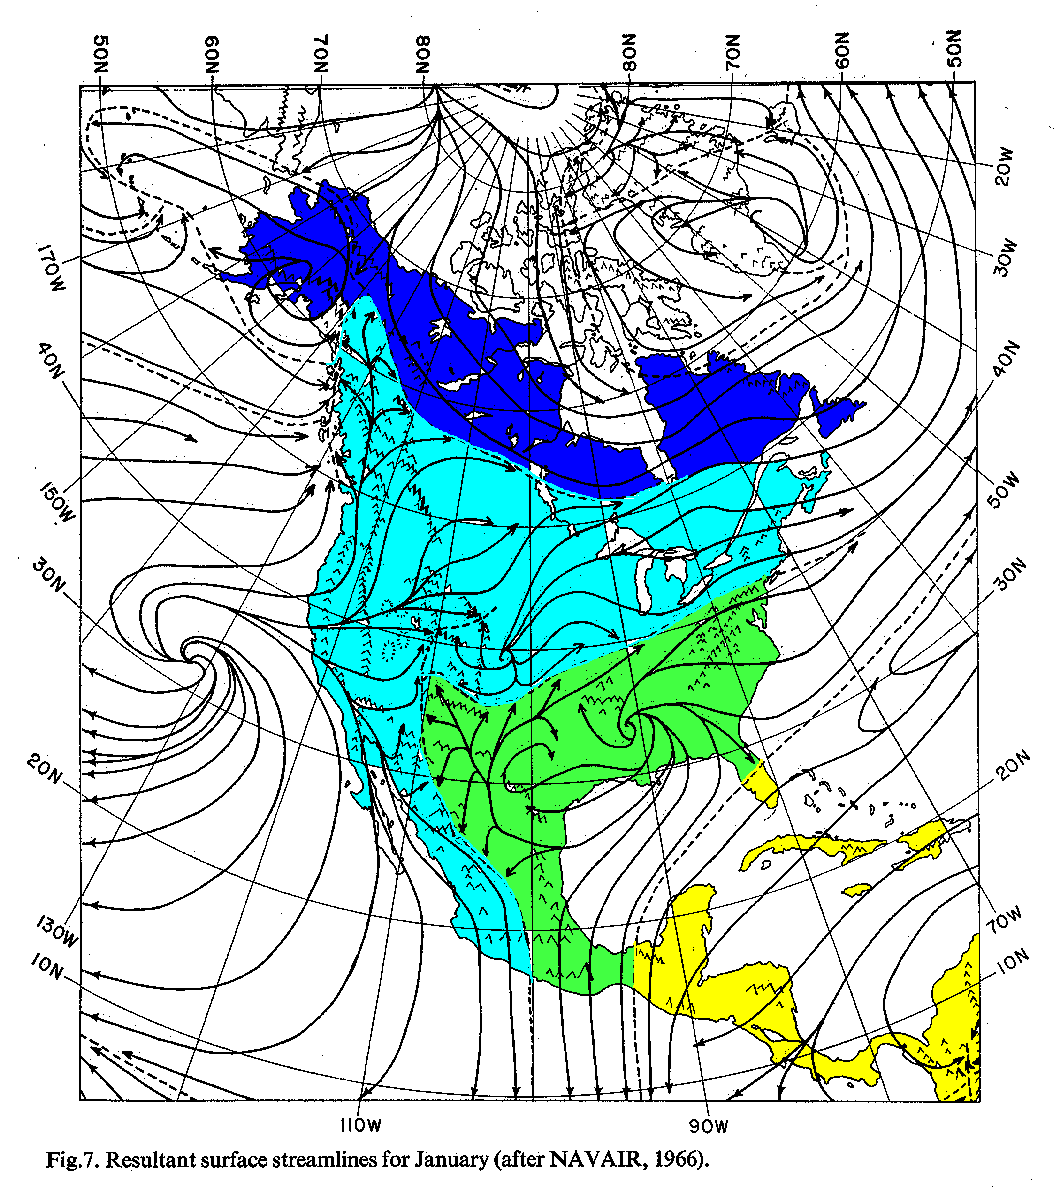 50N 60N 70N 80N 80N 70N 60N 50N
20W
170W
30W
40N
40W
150W
50W
30N
30N
20N
20N
130W
70W
10N
10N
110W
90W
Fig.7. Resultant surface streamlines for January (after NAVAIR, 1966).